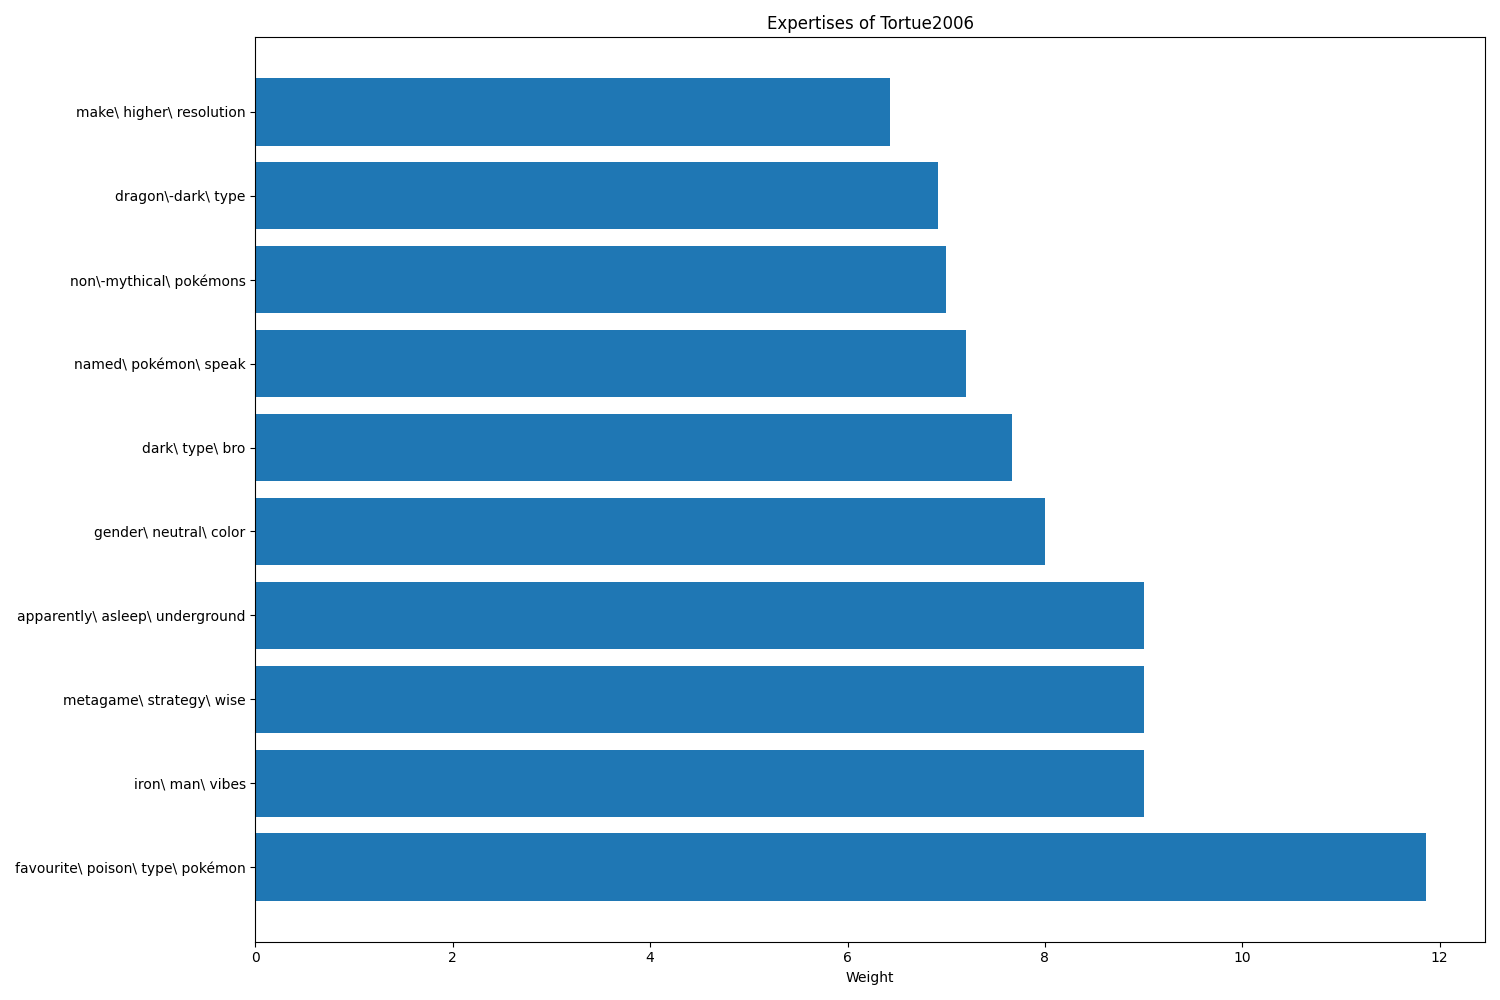 Expertises of Tortue2006
make\ higher\ resolution
dragon\-dark\ type
non\-mythical\ pokémons
named\ pokémon\ speak
dark\ type\ bro
gender\ neutral\ color
apparently\ asleep\ underground
metagame\ strategy\ wise
iron\ man\ vibes
favourite\ poison\ type\ pokémon
0 2 4 6 8 10 12
Weight